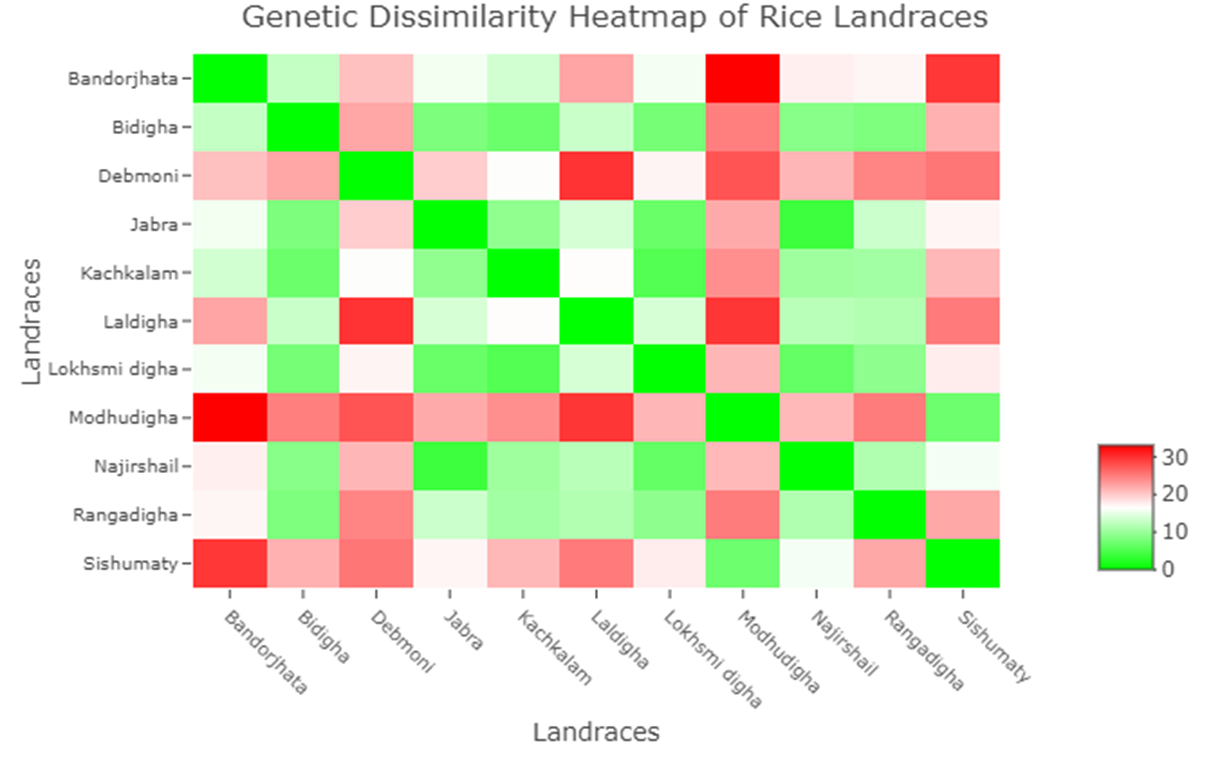 Genetic Dissimilarity Heatmap of Rice Landraces
Landraces
Bandorjhata
Bidigha
Debmoni
Jabra
Kachkalam
Laldigha
Lokhsmi digha
Modhudigha
Najirshail
Rangadigha
Sishumaty
Bandorjhata
Bidigha
Debmoni
Jabra
Kachkalam
Laldigha
Lokhsmi digha
Modhudigha
Najirshail
Rangadigha
Sishumaty
Landraces
30
20
10
0